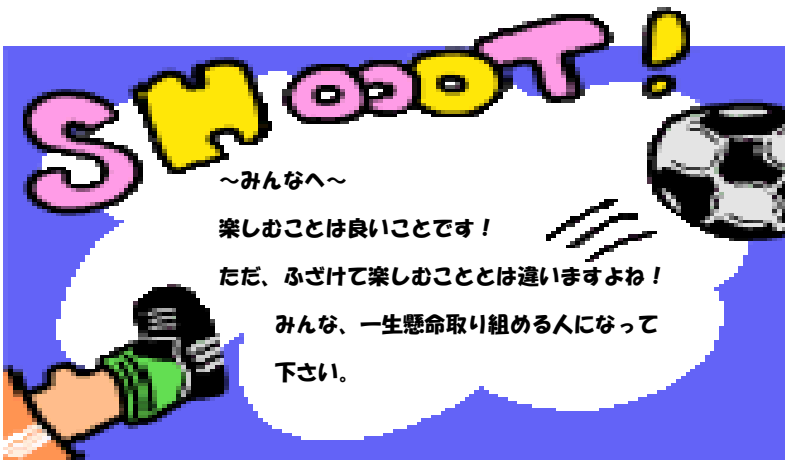 SHOOOT!
～みんなへ～
楽しむことは良いことです！
ただ、ふざけて楽しむこととは違いますよね！
みんな、一生懸命取り組める人になって
下さい。